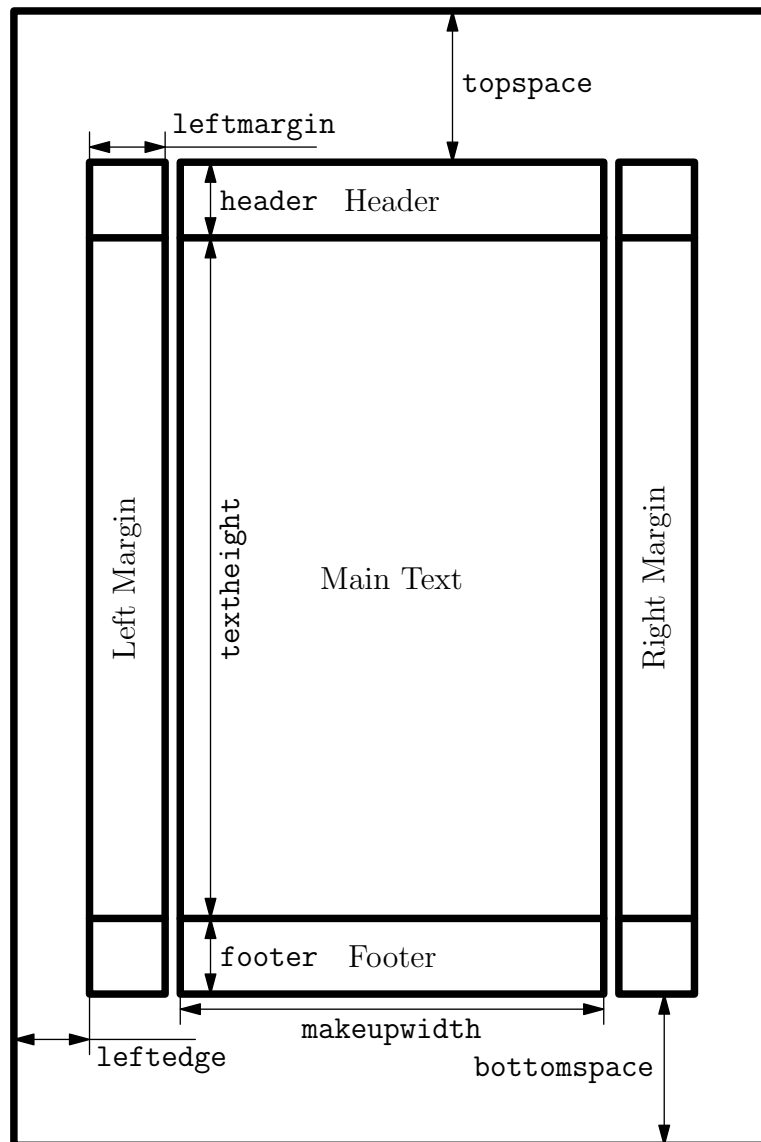 topspace
leftmargin
header Header
Left Margin
textheight
Main Text
Right Margin
footer Footer
makeupwidth
leftedge
bottomspace